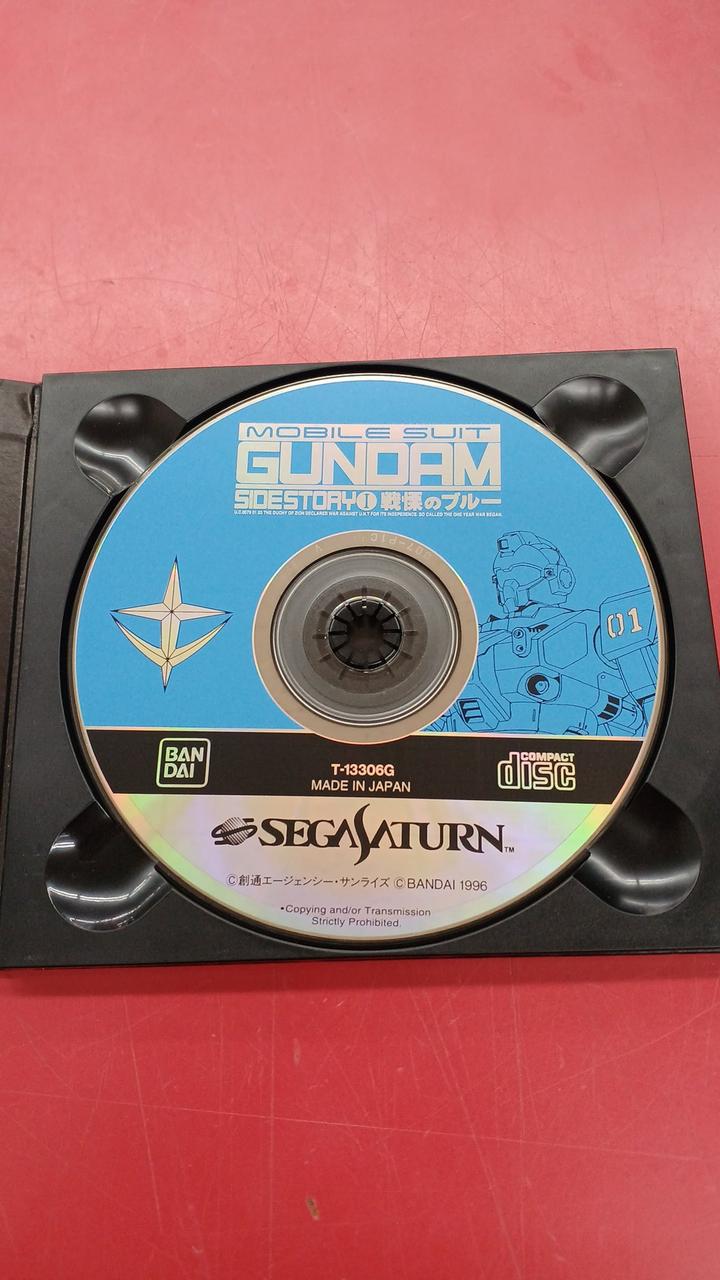 MOBILE SUIT
GUNDAM
SIDESTORY I 戦慄のブルー
U.C.0079 01 03 THE DUCHY OF ZION DECLARED WAR AGAINST U.N.T FOR ITS INDEPENDENCE. SO CALLED THE ONE YEAR WAR BEGAN.
01
BAN
DAI
T-13306G
MADE IN JAPAN
COMPACT
disc
SEGA SATURN™
©創通エージェンシー・サンライズ ©BANDAI 1996
•Copying and/or Transmission
Strictly Prohibited.